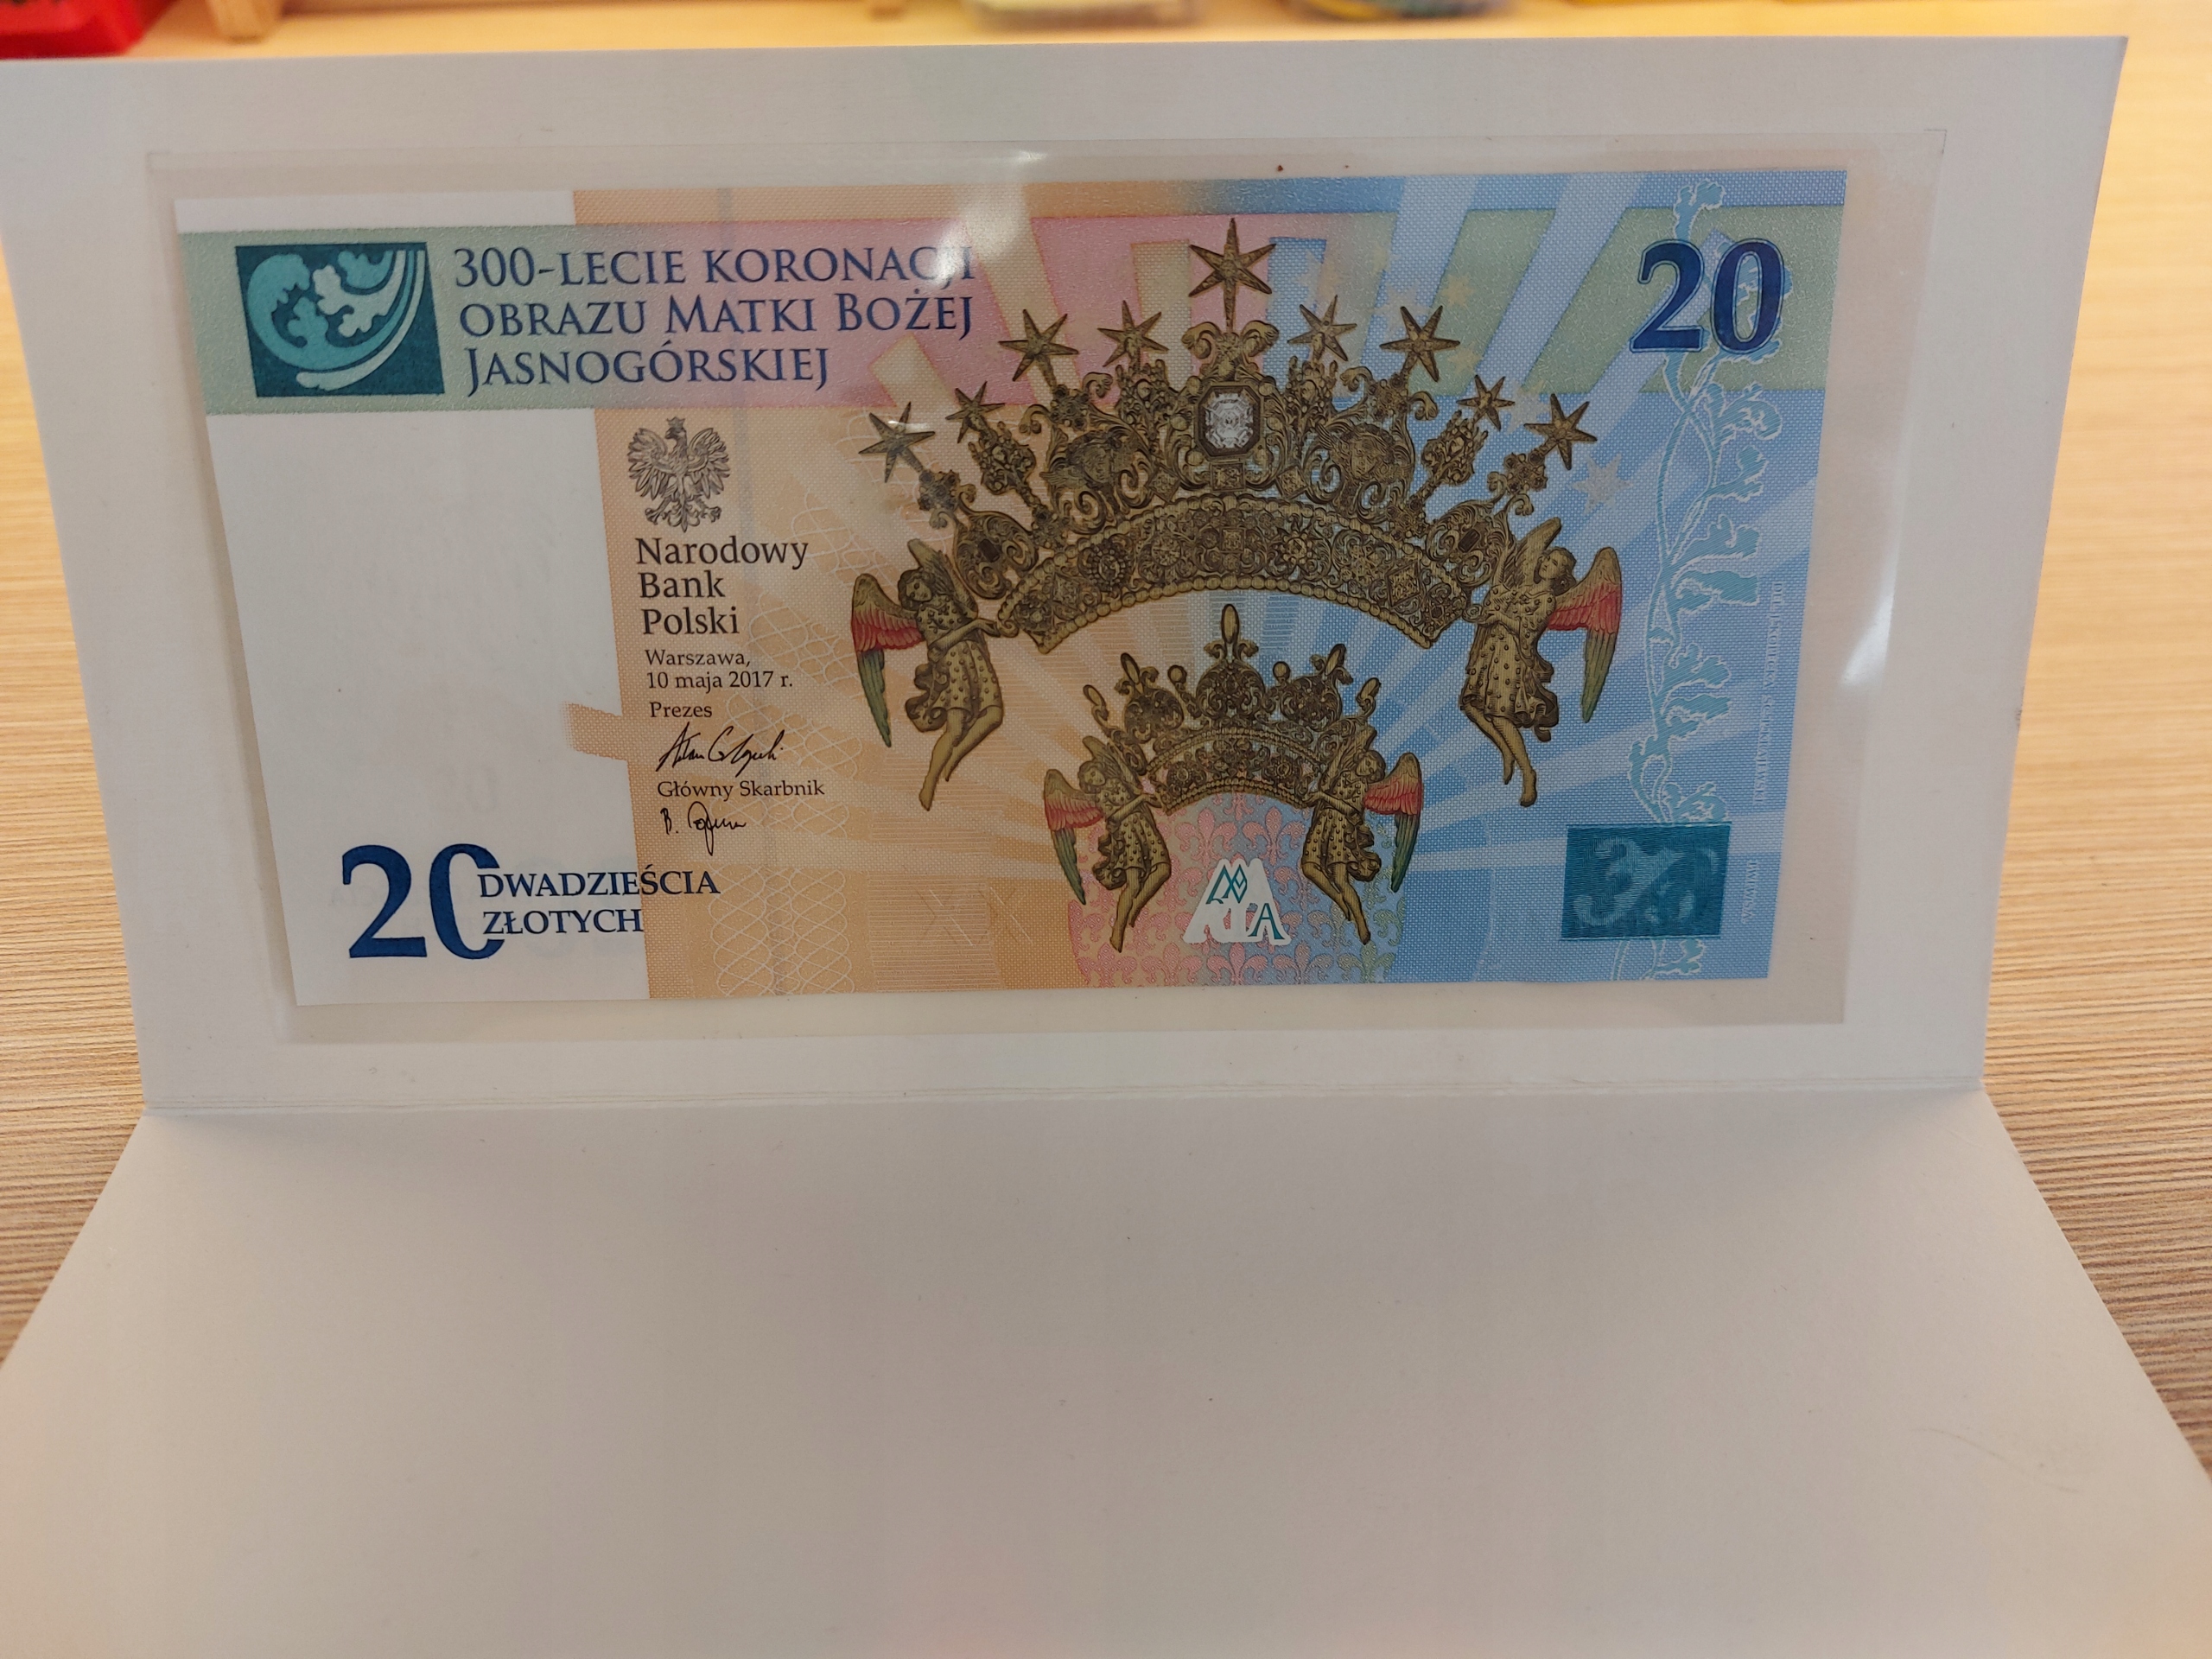 300-LECIE KORONACJI
OBRAZU MATKI BOŻEJ
JASNOGÓRSKIEJ
20
Narodowy
Bank
Polski
Warszawa,
10 maja 2017 r.
Prezes
Główny Skarbnik
20 DWADZIEŚCIA
ZŁOTYCH